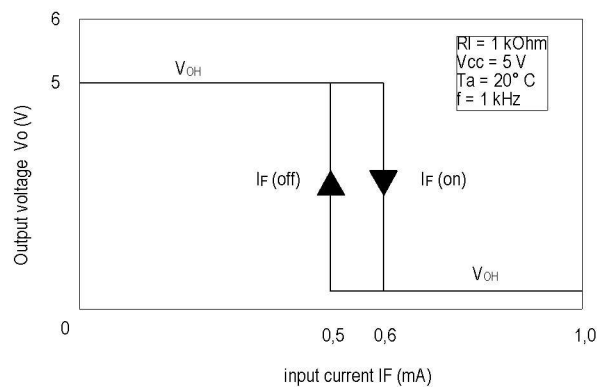 6
5
0
Output voltage Vo (V)
VOH
Rl = 1 kOhm
Vcc = 5 V
Ta = 20° C
f = 1 kHz
IF (off)
IF (on)
VOH
0,5
0,6
1,0
input current IF (mA)